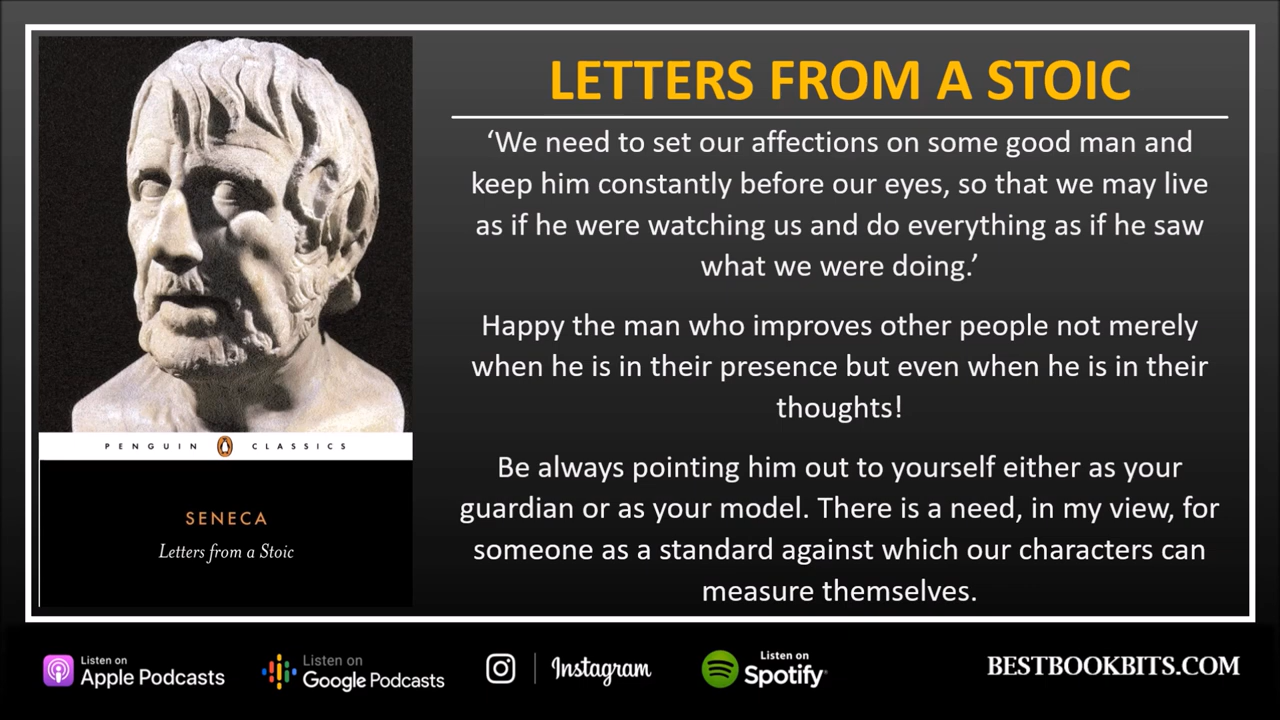 LETTERS FROM A STOIC
‘We need to set our affections on some good man and
keep him constantly before our eyes, so that we may live
as if he were watching us and do everything as if he saw
what we were doing.’
Happy the man who improves other people not merely
when he is in their presence but even when he is in their
thoughts!
Be always pointing him out to yourself either as your
guardian or as your model. There is a need, in my view, for
someone as a standard against which our characters can
measure themselves.
PENGUIN CLASSICS
SENECA
Letters from a Stoic
Listen on
Apple Podcasts
Listen on
Google Podcasts
Instagram
Listen on
Spotify
BESTBOOKBITS.COM